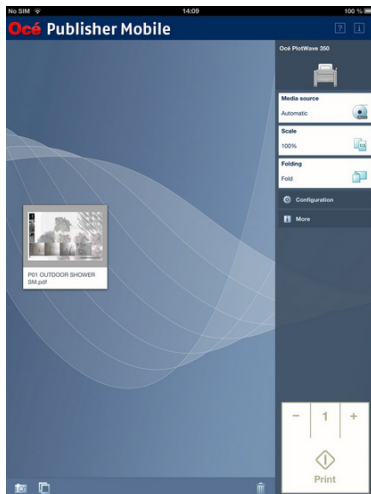 No SIM 14:09 100 %
Océ Publisher Mobile ? i
Océ PlotWave 350
Media source
Automatic
Scale
100%
Folding
Fold
Configuration
More
P01 OUTDOOR SHOWER
SM.pdf
− 1 +
Print